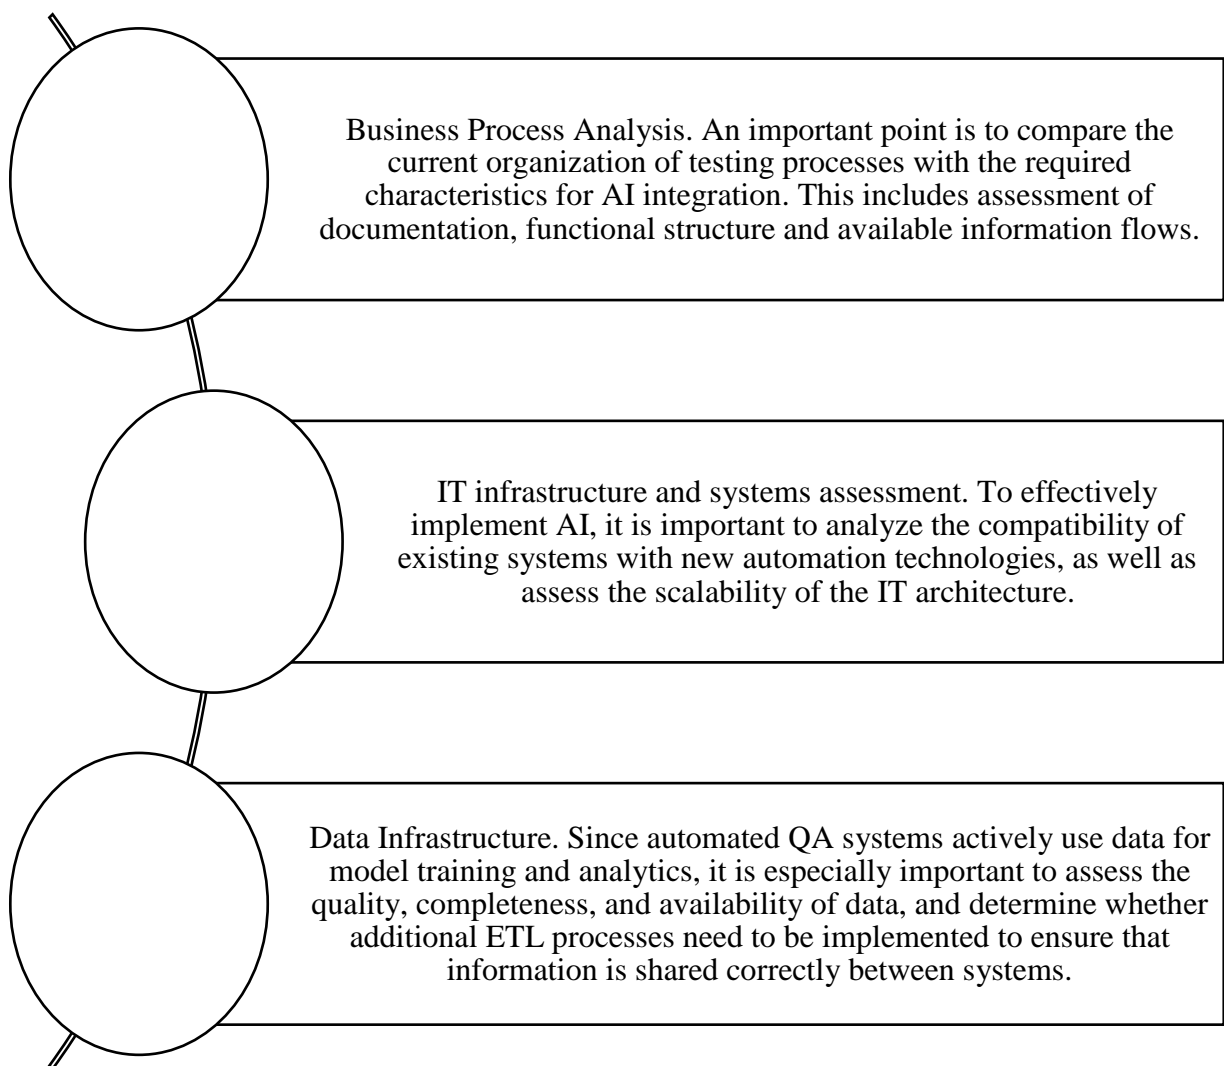 Business Process Analysis. An important point is to compare the
current organization of testing processes with the required
characteristics for AI integration. This includes assessment of
documentation, functional structure and available information flows.
IT infrastructure and systems assessment. To effectively
implement AI, it is important to analyze the compatibility of
existing systems with new automation technologies, as well as
assess the scalability of the IT architecture.
Data Infrastructure. Since automated QA systems actively use data for
model training and analytics, it is especially important to assess the
quality, completeness, and availability of data, and determine whether
additional ETL processes need to be implemented to ensure that
information is shared correctly between systems.